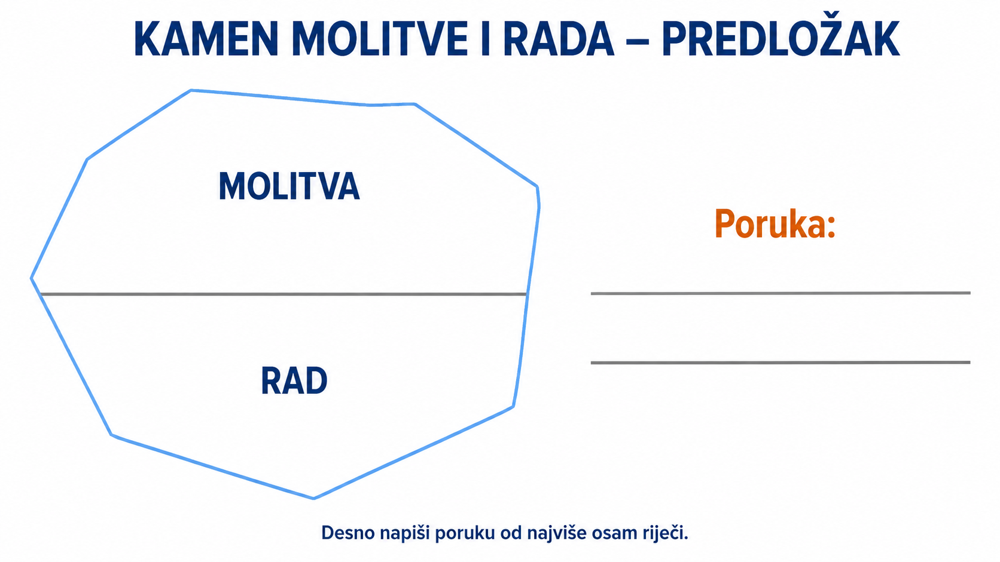 KAMEN MOLITVE I RADA – PREDLOŽAK
MOLITVA
RAD
Poruka:
Desno napiši poruku od najviše osam riječi.